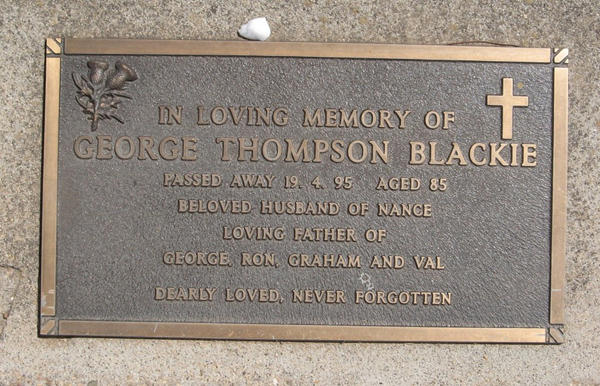 IN LOVING MEMORY OF
GEORGE THOMPSON BLACKIE
PASSED AWAY 19. 4. 95 AGED 85
BELOVED HUSBAND OF NANCE
LOVING FATHER OF
GEORGE, RON, GRAHAM AND VAL
DEARLY LOVED, NEVER FORGOTTEN